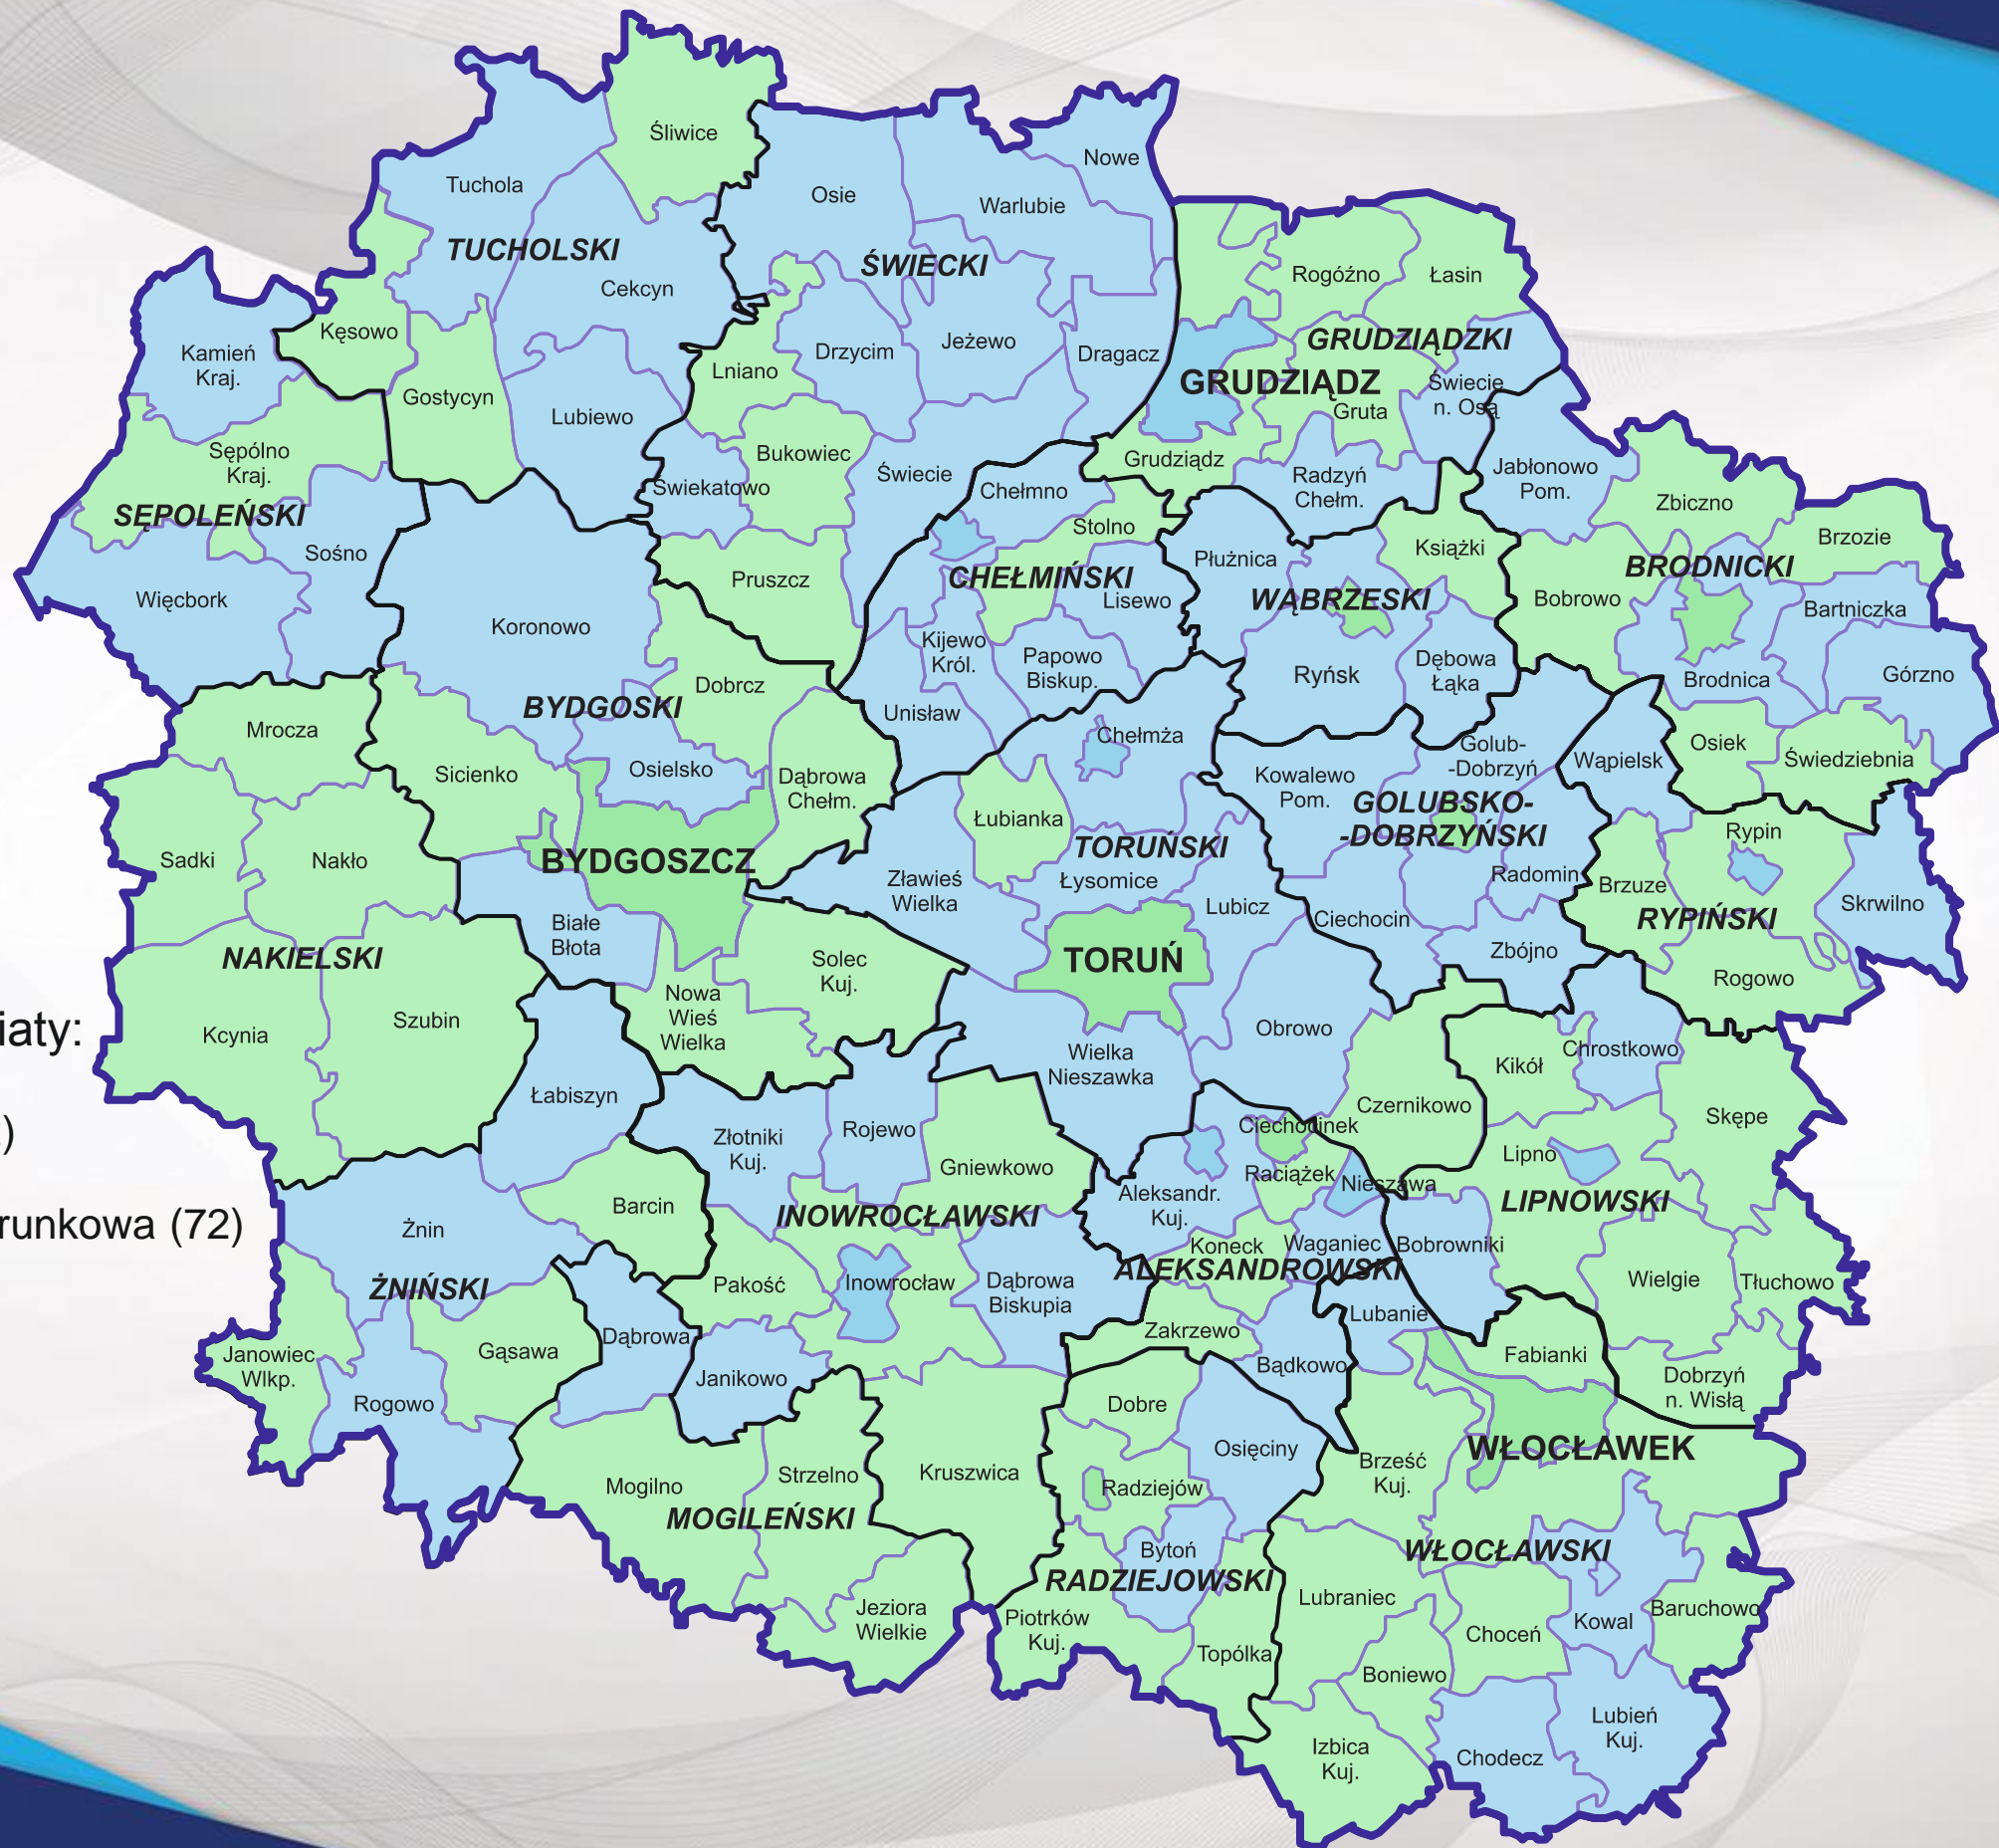 Śliwice
Nowe
Tuchola
Osie
Warlubie
TUCHOLSKI
ŚWIECKI
Rogóźno
Łasin
Cekcyn
Kęsowo
GRUDZIĄDZKI
Kamień
Kraj.
Drzycim
Jeżewo
Dragacz
Lniano
GRUDZIĄDZ
Świecie
n. Osą
Gostycyn
Lubiewo
Gruta
Sępólno
Kraj.
Bukowiec
Grudziądz
Świecie
Radzyń
Chełm.
Jabłonowo
Pom.
Świekatowo
Chełmno
Zbiczno
SĘPOLEŃSKI
Stolno
Brzozie
Sośno
Płużnica
Książki
BRODNICKI
Pruszcz
CHEŁMIŃSKI
Więcbork
Lisewo
WĄBRZESKI
Bobrowo
Bartniczka
Koronowo
Kijewo
Król.
Papowo
Biskup.
Ryńsk
Dębowa
Łąka
Brodnica
Górzno
Dobrcz
BYDGOSKI
Unisław
Mrocza
Chełmża
Golub-
-Dobrzyń
Wąpielsk
Osiek
Świedziebnia
Sicienko
Osielsko
Dąbrowa
Chełm.
Kowalewo
Pom.
GOLUBSKO-
-DOBRZYŃSKI
Łubianka
Rypin
TORUŃSKI
Sadki
Nakło
BYDGOSZCZ
Zławieś
Wielka
Łysomice
Radomin
Brzuze
Lubicz
Skrwilno
Białe
Błota
Ciechocin
RYPIŃSKI
NAKIELSKI
TORUŃ
Zbójno
Solec
Kuj.
Rogowo
Nowa
Wieś
Wielka
Szubin
Kcynia
iaty:
Obrowo
Wielka
Nieszawka
Kikół
Chrostkowo
Łabiszyn
Czernikowo
Skępe
)
Złotniki
Kuj.
Rojewo
Ciechocinek
Gniewkowo
Raciążek
Lipno
Aleksandr.
Kuj.
Nieszawa
Barcin
LIPNOWSKI
INOWROCŁAWSKI
runkowa (72)
Żnin
Koneck
Waganiec
Bobrowniki
ALEKSANDROWSKI
Pakość
Inowrocław
Dąbrowa
Biskupia
Wielgie
Tłuchowo
ŻNIŃSKI
Lubanie
Dąbrowa
Zakrzewo
Gąsawa
Janowiec
Wlkp.
Bądkowo
Fabianki
Janikowo
Dobrzyń
n. Wisłą
Rogowo
Dobre
Osięciny
WŁOCŁAWEK
Brześć
Kuj.
Strzelno
Kruszwica
Mogilno
Radziejów
MOGILEŃSKI
Bytoń
WŁOCŁAWSKI
RADZIEJOWSKI
Lubraniec
Jeziora
Wielkie
Baruchowo
Piotrków
Kuj.
Choceń
Kowal
Topólka
Boniewo
Lubień
Kuj.
Izbica
Kuj.
Chodecz